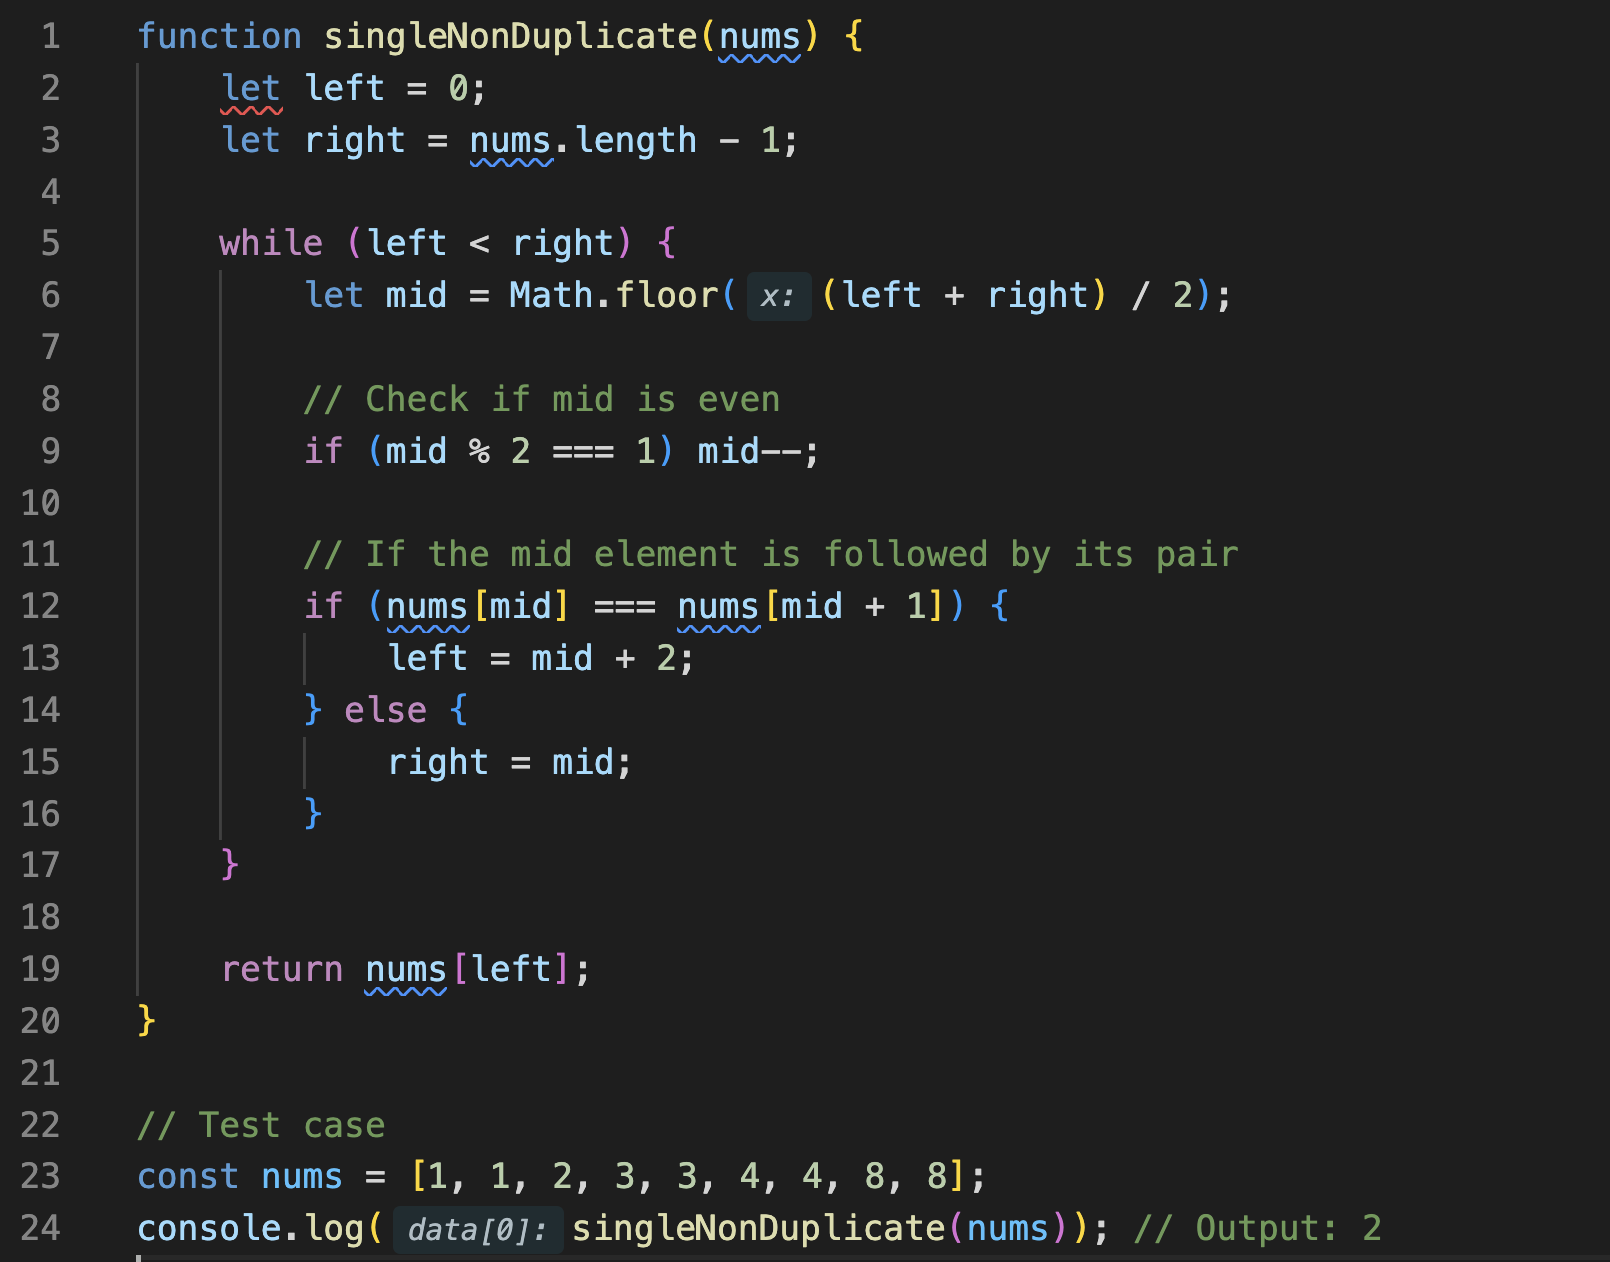 1 function singleNonDuplicate(nums) {
2 let left = 0;
3 let right = nums.length - 1;
4
5 while (left < right) {
6 let mid = Math.floor( x: (left + right) / 2);
7
8 // Check if mid is even
9 if (mid % 2 === 1) mid--;
10
11 // If the mid element is followed by its pair
12 if (nums[mid] === nums[mid + 1]) {
13 left = mid + 2;
14 } else {
15 right = mid;
16 }
17 }
18
19 return nums[left];
20 }
21
22 // Test case
23 const nums = [1, 1, 2, 3, 3, 4, 4, 8, 8];
24 console.log( data[0]: singleNonDuplicate(nums)); // Output: 2